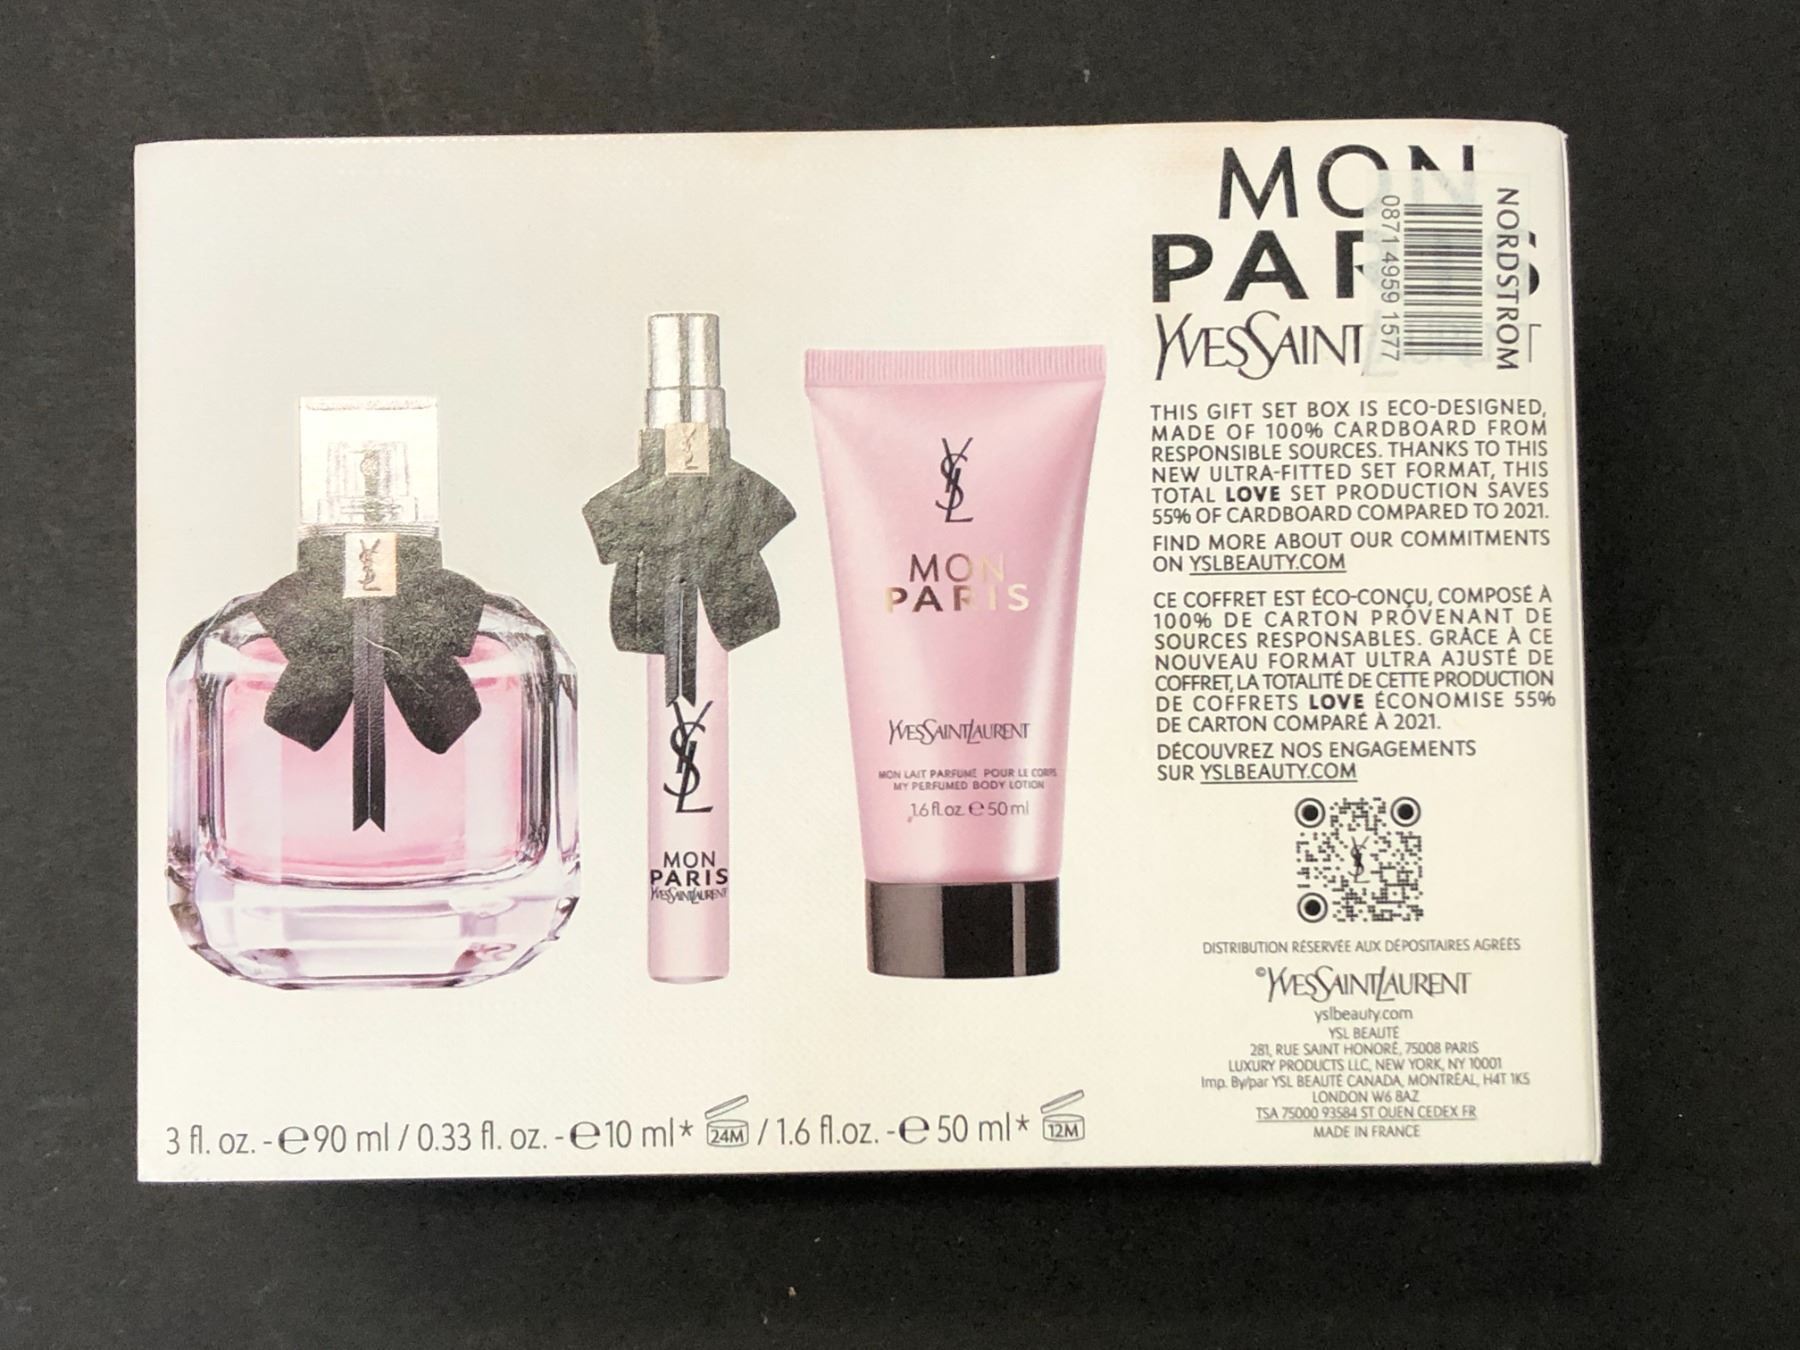 MON
PARIS
YVESSAINT
NORDSTROM
0871 4959 1577
THIS GIFT SET BOX IS ECO-DESIGNED,
MADE OF 100% CARDBOARD FROM
RESPONSIBLE SOURCES. THANKS TO THIS
NEW ULTRA-FITTED SET FORMAT, THIS
TOTAL LOVE SET PRODUCTION SAVES
55% OF CARDBOARD COMPARED TO 2021.
FIND MORE ABOUT OUR COMMITMENTS
ON YSLBEAUTY.COM
CE COFFRET EST ÉCO-CONÇU, COMPOSÉ À
100% DE CARTON PROVENANT DE
SOURCES RESPONSABLES. GRÂCE À CE
NOUVEAU FORMAT ULTRA AJUSTÉ DE
COFFRET, LA TOTALITÉ DE CETTE PRODUCTION
DE COFFRETS LOVE ÉCONOMISE 55%
DE CARTON COMPARÉ À 2021.
DÉCOUVREZ NOS ENGAGEMENTS
SUR YSLBEAUTY.COM
YSL
DISTRIBUTION RÉSERVÉE AUX DÉPOSITAIRES AGRÉÉS
©YVESSAINTLAURENT
yslbeauty.com
YSL BEAUTÉ
281, RUE SAINT HONORÉ, 75008 PARIS
LUXURY PRODUCTS LLC, NEW YORK, NY 10001
Imp. By/par YSL BEAUTÉ CANADA, MONTRÉAL, H4T 1K5
LONDON W6 8AZ
TSA 75000 93584 ST OUEN CEDEX FR
MADE IN FRANCE
YSL
YSL
YSL
MON
PARIS
YVESSAINTLAURENT
YSL
MON
PARIS
YVESSAINTLAURENT
MON LAIT PARFUMÉ POUR LE CORPS
MY PERFUMED BODY LOTION
1.6 fl.oz. e 50 ml
3 fl. oz. - e 90 ml / 0.33 fl. oz. - e 10 ml* 24M / 1.6 fl.oz. - e 50 ml* 12M